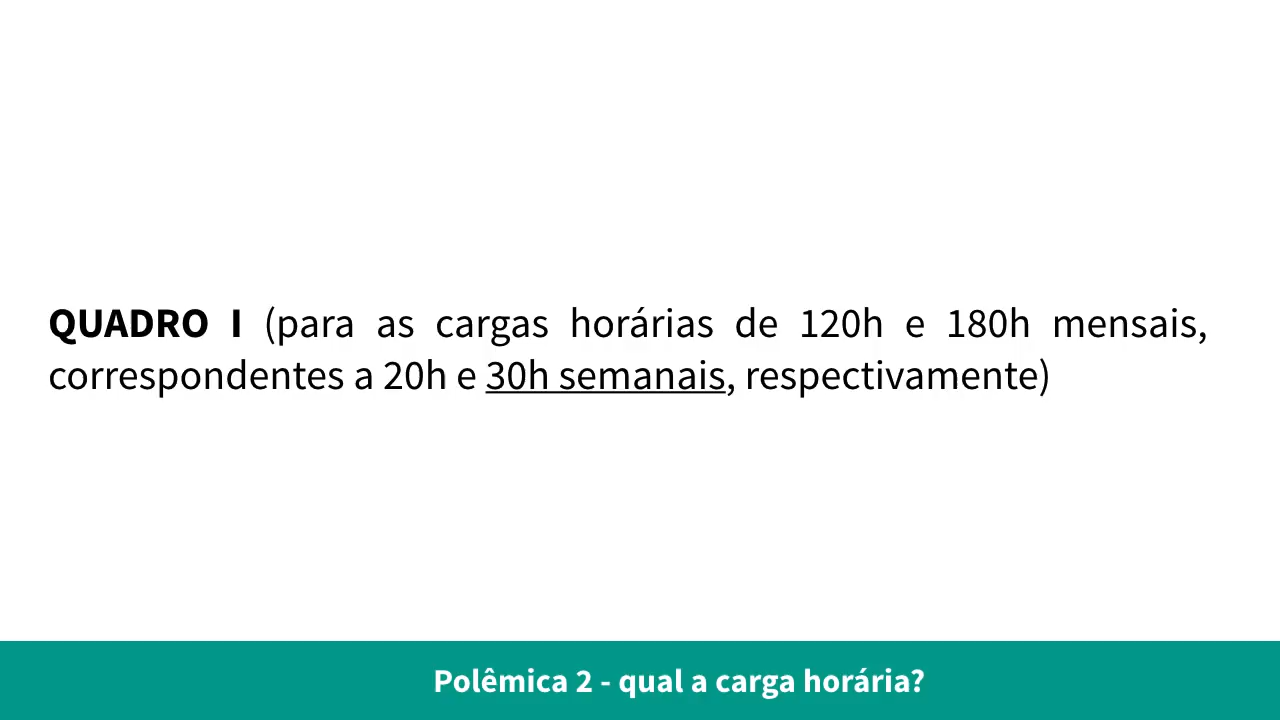 QUADRO I (para as cargas horárias de 120h e 180h mensais,
correspondentes a 20h e 30h semanais, respectivamente)
Polêmica 2 - qual a carga horária?